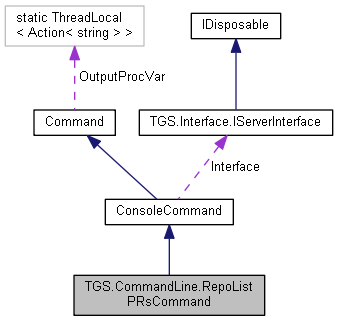 static ThreadLocal
< Action< string > >
IDisposable
OutputProcVar
Command
TGS.Interface.IServerInterface
Interface
ConsoleCommand
TGS.CommandLine.RepoList
PRsCommand